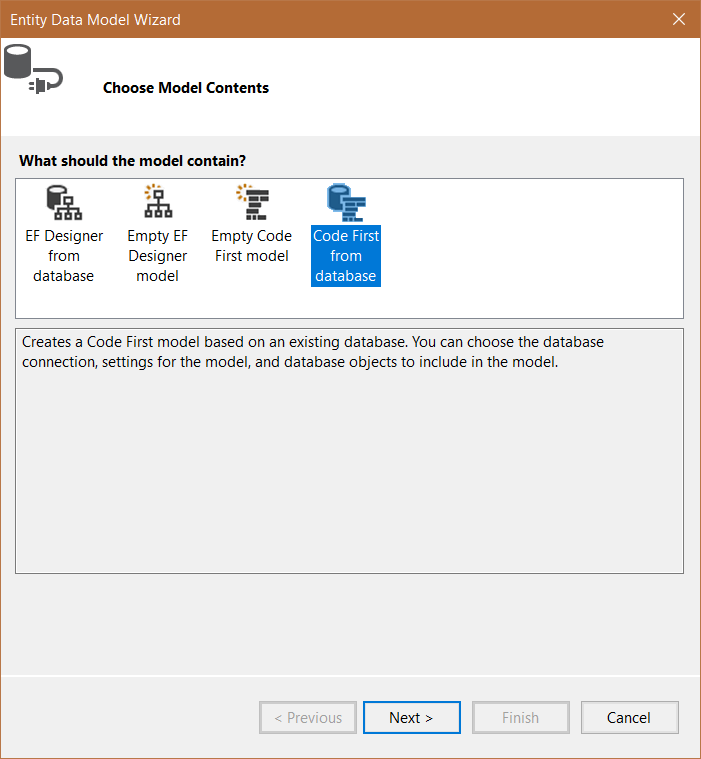 Entity Data Model Wizard
Choose Model Contents
What should the model contain?
EF Designer
from
database
Empty EF
Designer
model
Empty Code
First model
Code First
from
database
Creates a Code First model based on an existing database. You can choose the database
connection, settings for the model, and database objects to include in the model.
< Previous
Next >
Finish
Cancel